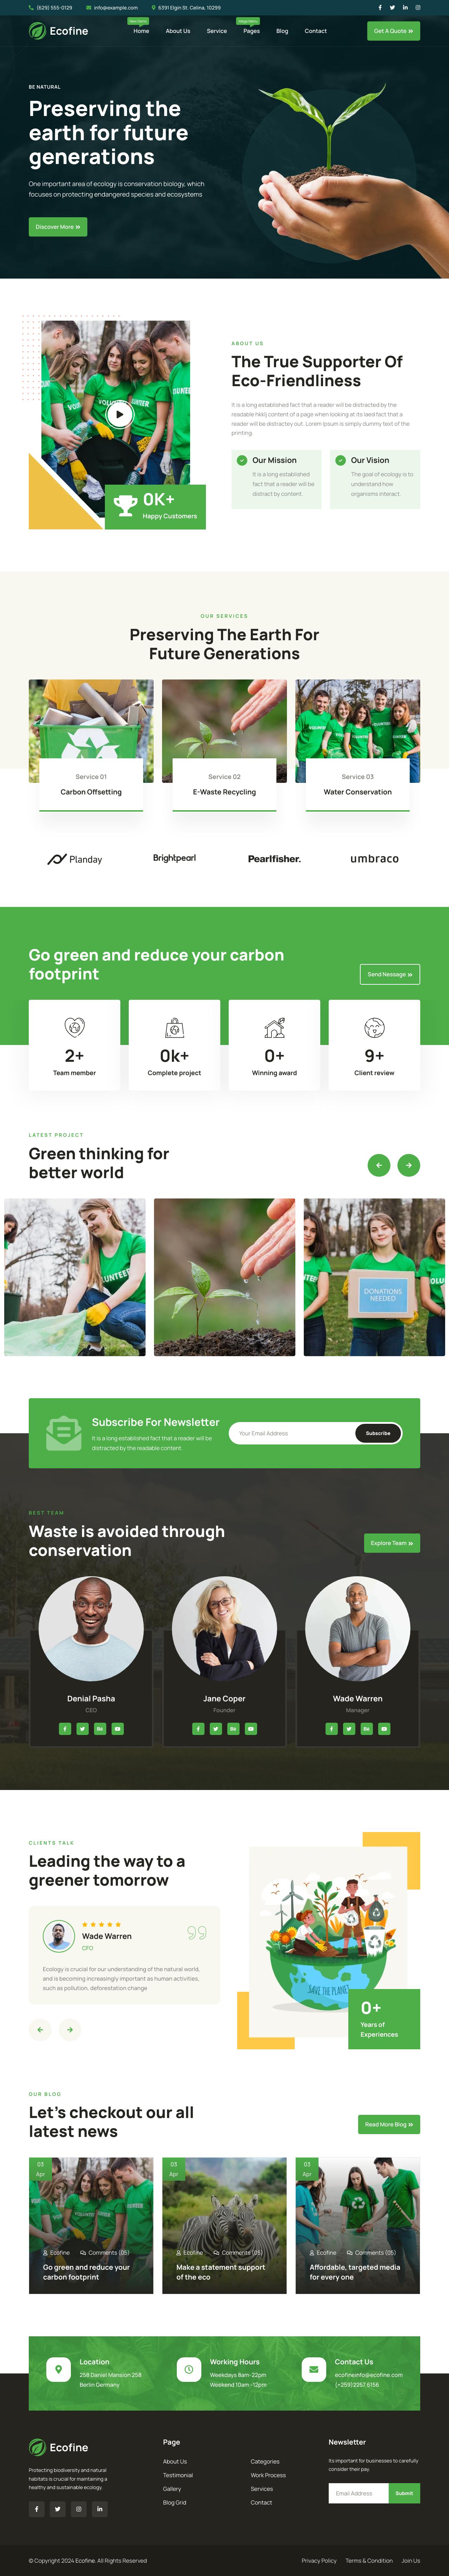 (629) 555-0129
info@example.com
6391 Elgin St. Celina, 10299
Ecofine
Home
About Us
Service
Pages
Blog
Contact
Get A Quote
BE NATURAL
Preserving the
earth for future
generations
One important area of ecology is conservation biology, which
focuses on protecting endangered species and ecosystems
Discover More
VOLUNTEER
0K+
Happy Customers
ABOUT US
The True Supporter Of
Eco-Friendliness
It is a long established fact that a reader will be distracted by the
readable hkklj content of a page when looking at its laed fact that a
reader will be distractey out. Lorem Ipsum is simply dummy text of the
printing.
Our Mission
It is a long established
fact that a reader will be
distract by content.
Our Vision
The goal of ecology is to
understand how
organisms interact.
OUR SERVICES
Preserving The Earth For
Future Generations
Service 01
Carbon Offsetting
Service 02
E-Waste Recycling
Service 03
Water Conservation
Planday
Brightpearl
Pearlfisher.
umbraco
Go green and reduce your carbon
footprint
Send Nessage
2+
Team member
0k+
Complete project
0+
Winning award
9+
Client review
LATEST PROJECT
Green thinking for
better world
DONATIONS
NEEDED
Subscribe For Newsletter
It is a long established fact that a reader will be
distracted by the readable content.
Your Email Address
Subscribe
BEST TEAM
Waste is avoided through
conservation
Explore Team
Denial Pasha
CEO
Jane Coper
Founder
Wade Warren
Manager
CLIENTS TALK
Leading the way to a
greener tomorrow
Wade Warren
CFO
Ecology is crucial for our understanding of the natural world,
and is becoming increasingly important as human activities,
such as pollution, deforestation change
SAVE THE PLANET
0+
Years of
Experiences
OUR BLOG
Let's checkout our all
latest news
Read More Blog
03
Apr
Ecofine
Comments (05)
Go green and reduce your
carbon footprint
03
Apr
Ecofine
Comments (05)
Make a statement support
of the eco
03
Apr
Ecofine
Comments (05)
Affordable, targeted media
for every one
Location
258 Daniel Mansion 258
Berlin Germany
Working Hours
Weekdays 8am-22pm
Weekend 10am -12pm
Contact Us
ecofineinfo@ecofine.com
(+259)2257 6156
Ecofine
Protecting biodiversity and natural
habitats is crucial for maintaining a
healthy and sustainable ecology.
Page
About Us
Testimonial
Gallery
Blog Grid
Categories
Work Process
Services
Contact
Newsletter
Its important for businesses to carefully
consider their pay.
Email Address
Submit
© Copyright 2024 Ecofine. All Rights Reserved
Privacy Policy
Terms & Condition
Join Us